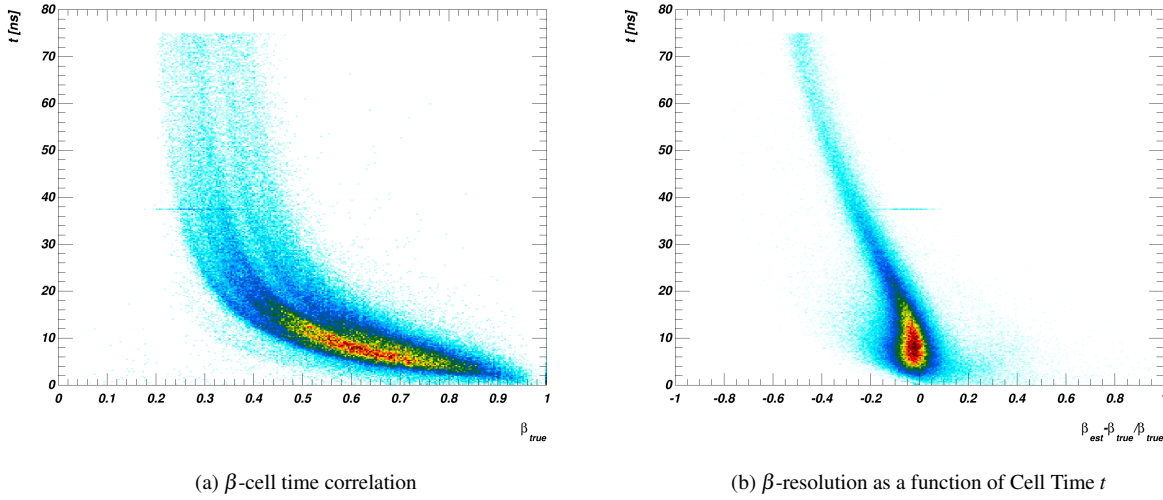 t [ns]
80
70
60
50
40
30
20
10
0
0 0.1 0.2 0.3 0.4 0.5 0.6 0.7 0.8 0.9 1
β_true
t [ns]
80
70
60
50
40
30
20
10
0
-1 -0.8 -0.6 -0.4 -0.2 0 0.2 0.4 0.6 0.8 1
β_est-β_true/β_true
(a) β-cell time correlation
(b) β-resolution as a function of Cell Time t